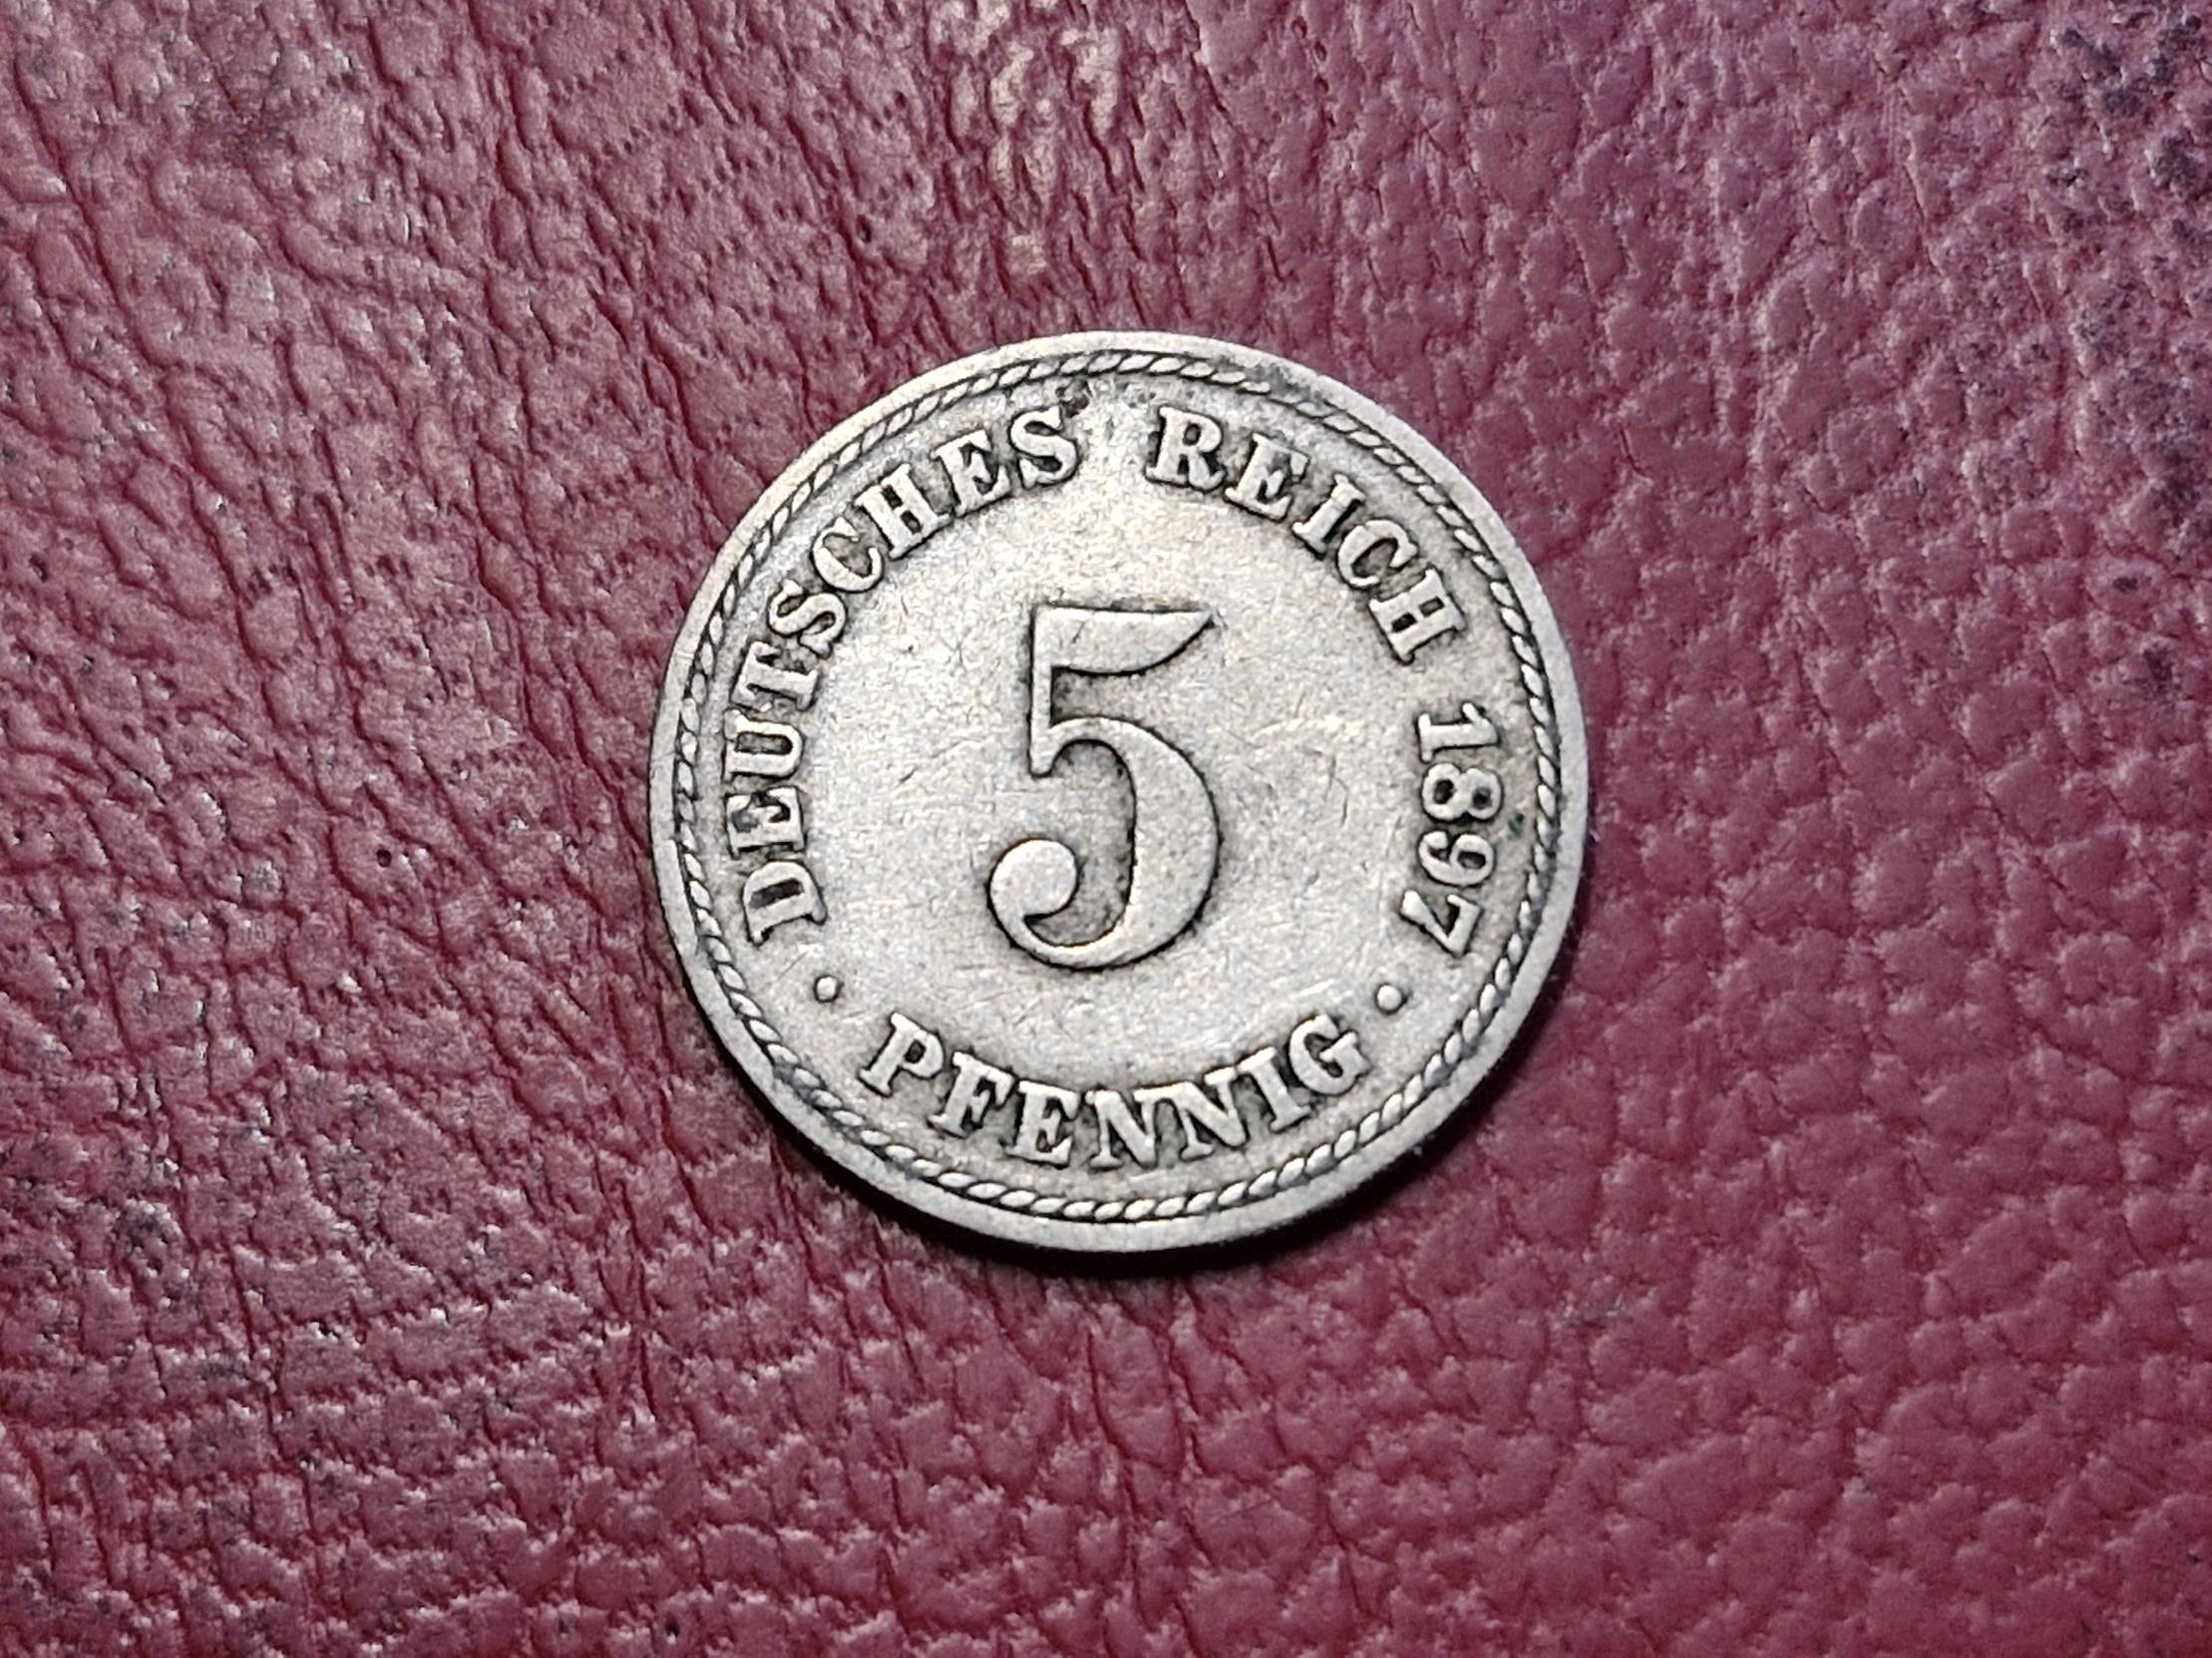 DEUTSCHES REICH 1897
5
· PFENNIG ·